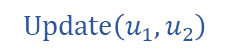 Update(u₁, u₂)